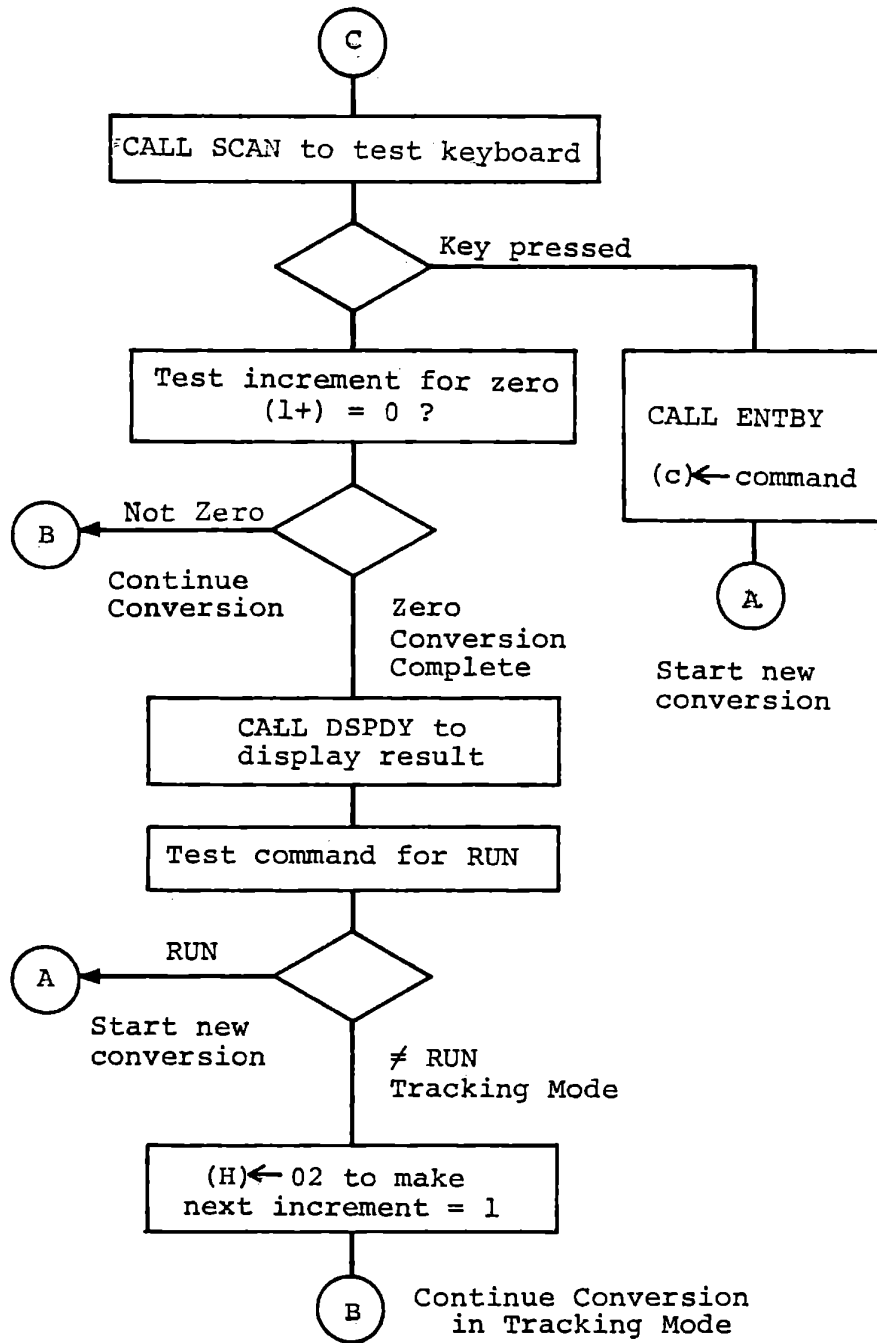 C
CALL SCAN to test keyboard
Key pressed
Test increment for zero
(l+) = 0 ?
CALL ENTBY
(c)← command
Not Zero
B
Continue
Conversion
A
Zero
Conversion
Complete
Start new
conversion
CALL DSPDY to
display result
Test command for RUN
RUN
A
Start new
conversion
≠ RUN
Tracking Mode
(H)← 02 to make
next increment = 1
B
Continue Conversion
in Tracking Mode